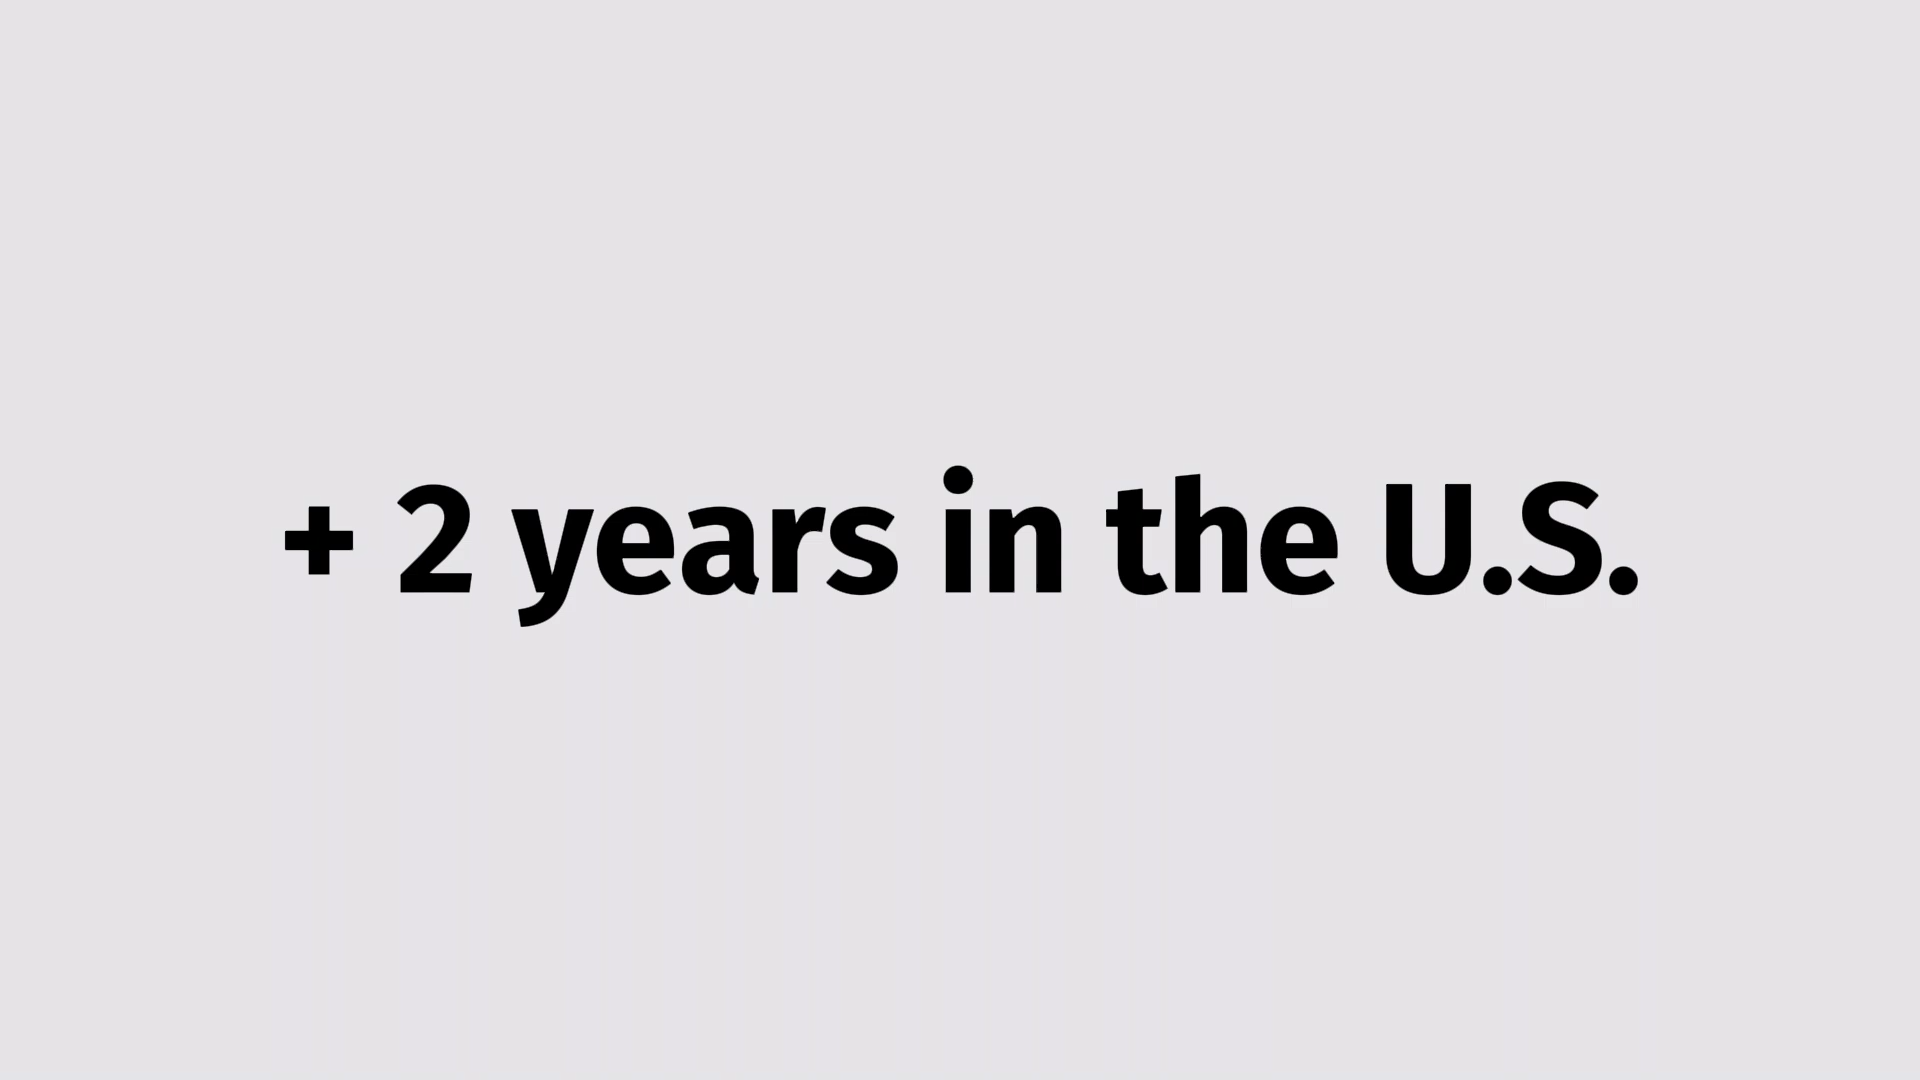 + 2 years in the U.S.